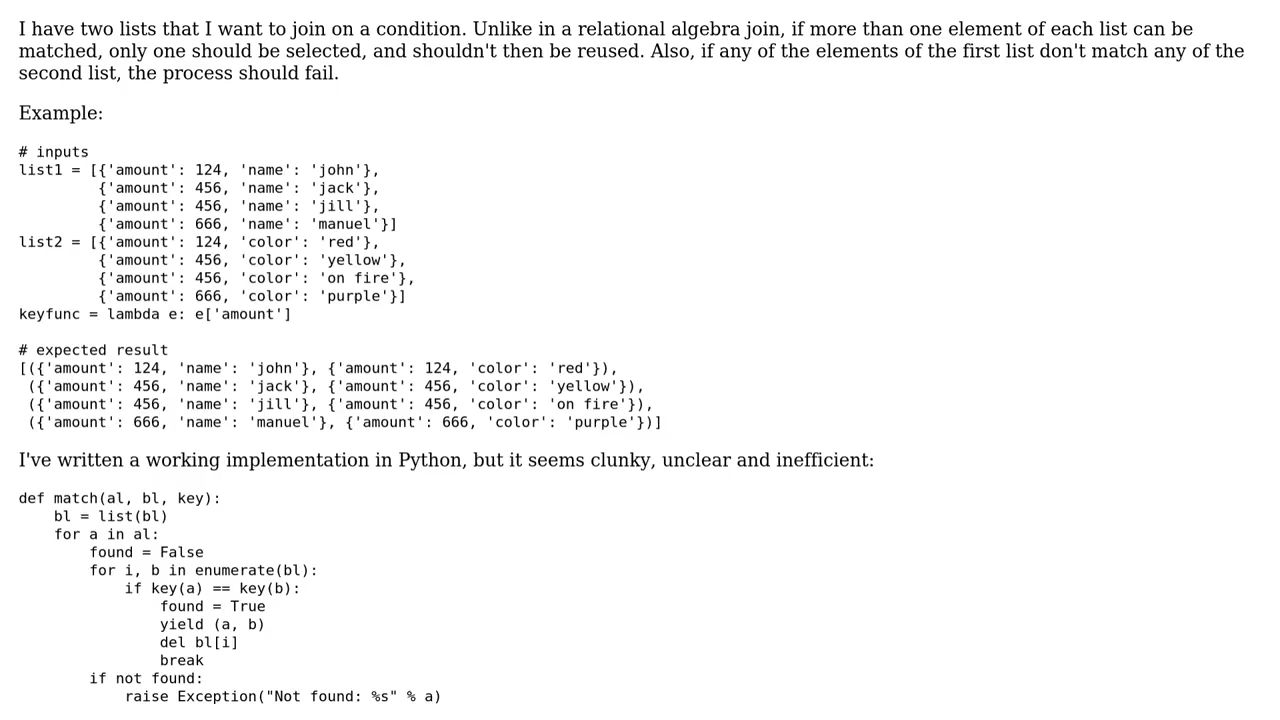 I have two lists that I want to join on a condition. Unlike in a relational algebra join, if more than one element of each list can be
matched, only one should be selected, and shouldn't then be reused. Also, if any of the elements of the first list don't match any of the
second list, the process should fail.
Example:
# inputs
list1 = [{'amount': 124, 'name': 'john'},
         {'amount': 456, 'name': 'jack'},
         {'amount': 456, 'name': 'jill'},
         {'amount': 666, 'name': 'manuel'}]
list2 = [{'amount': 124, 'color': 'red'},
         {'amount': 456, 'color': 'yellow'},
         {'amount': 456, 'color': 'on fire'},
         {'amount': 666, 'color': 'purple'}]
keyfunc = lambda e: e['amount']
# expected result
[({'amount': 124, 'name': 'john'}, {'amount': 124, 'color': 'red'}),
 ({'amount': 456, 'name': 'jack'}, {'amount': 456, 'color': 'yellow'}),
 ({'amount': 456, 'name': 'jill'}, {'amount': 456, 'color': 'on fire'}),
 ({'amount': 666, 'name': 'manuel'}, {'amount': 666, 'color': 'purple'})]
I've written a working implementation in Python, but it seems clunky, unclear and inefficient:
def match(al, bl, key):
    bl = list(bl)
    for a in al:
        found = False
        for i, b in enumerate(bl):
            if key(a) == key(b):
                found = True
                yield (a, b)
                del bl[i]
                break
        if not found:
            raise Exception("Not found: %s" % a)